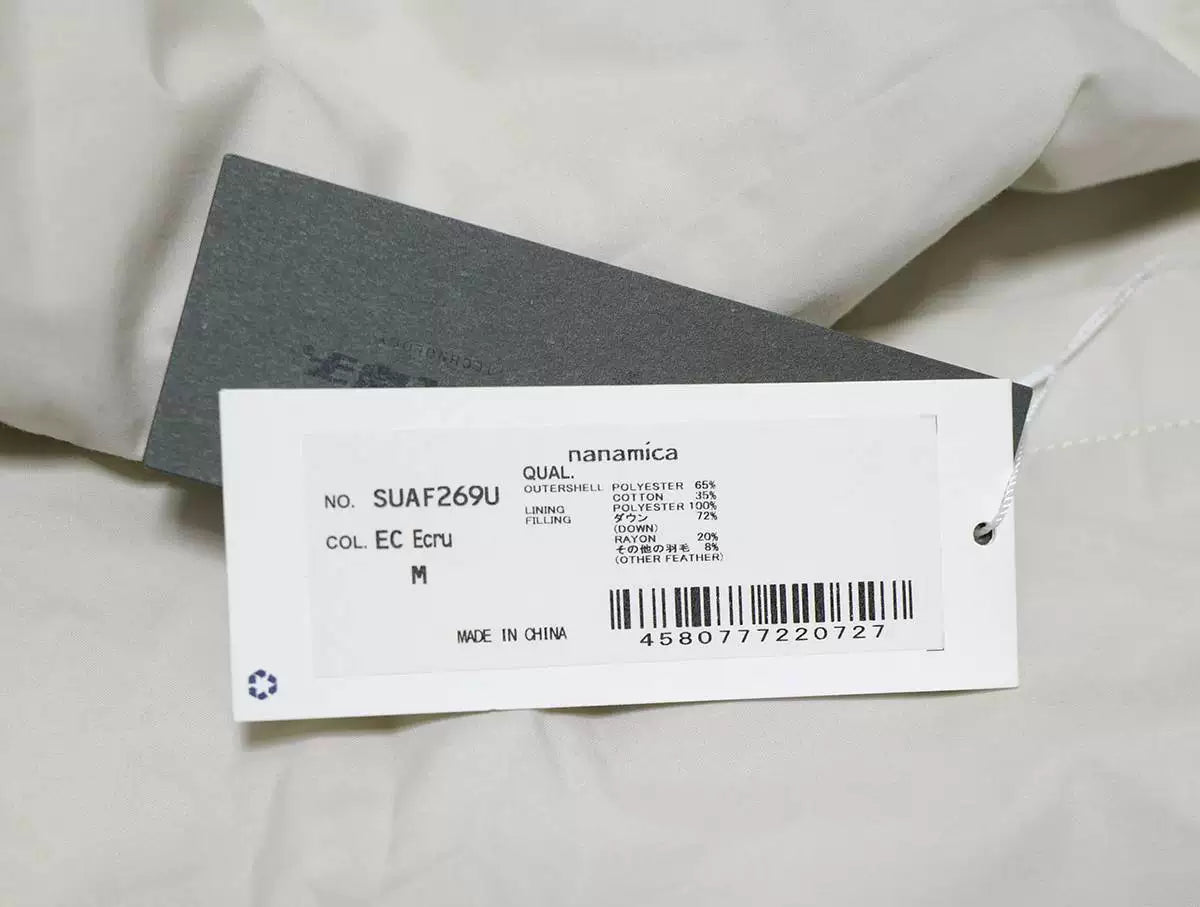 TECHNOLOGY
nanamica
NO. SUAF269U
COL. EC Ecru
M
QUAL.
OUTERSHELL POLYESTER 65%
COTTON 35%
LINING POLYESTER 100%
FILLING ダウン 72%
(DOWN)
RAYON 20%
その他の羽毛 8%
(OTHER FEATHER)
MADE IN CHINA
4580777220727